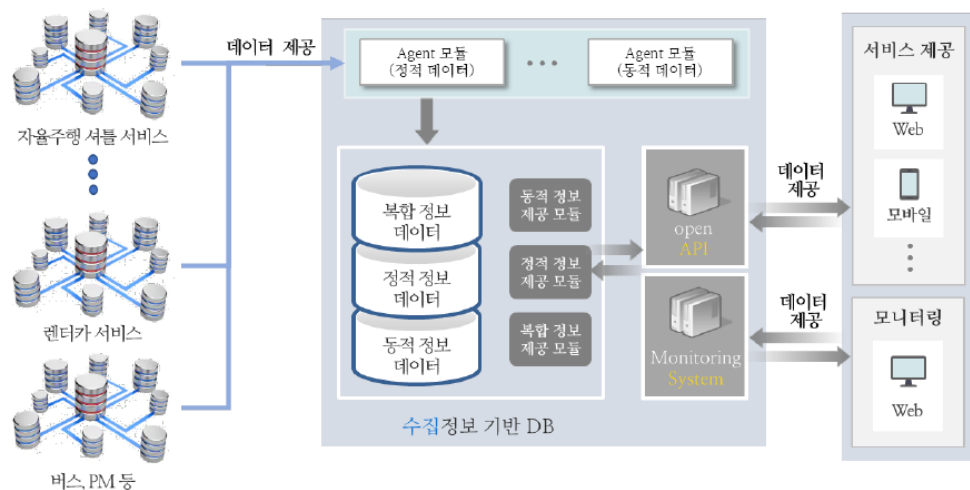 자율주행 셔틀 서비스
렌터카 서비스
버스, PM 등
데이터 제공
Agent 모듈
(정적 데이터)
Agent 모듈
(동적 데이터)
복합 정보
데이터
정적 정보
데이터
동적 정보
데이터
동적 정보
제공 모듈
정적 정보
제공 모듈
복합 정보
제공 모듈
수집정보 기반 DB
open
API
Monitoring
System
데이터
제공
데이터
제공
서비스 제공
Web
모바일
모니터링
Web